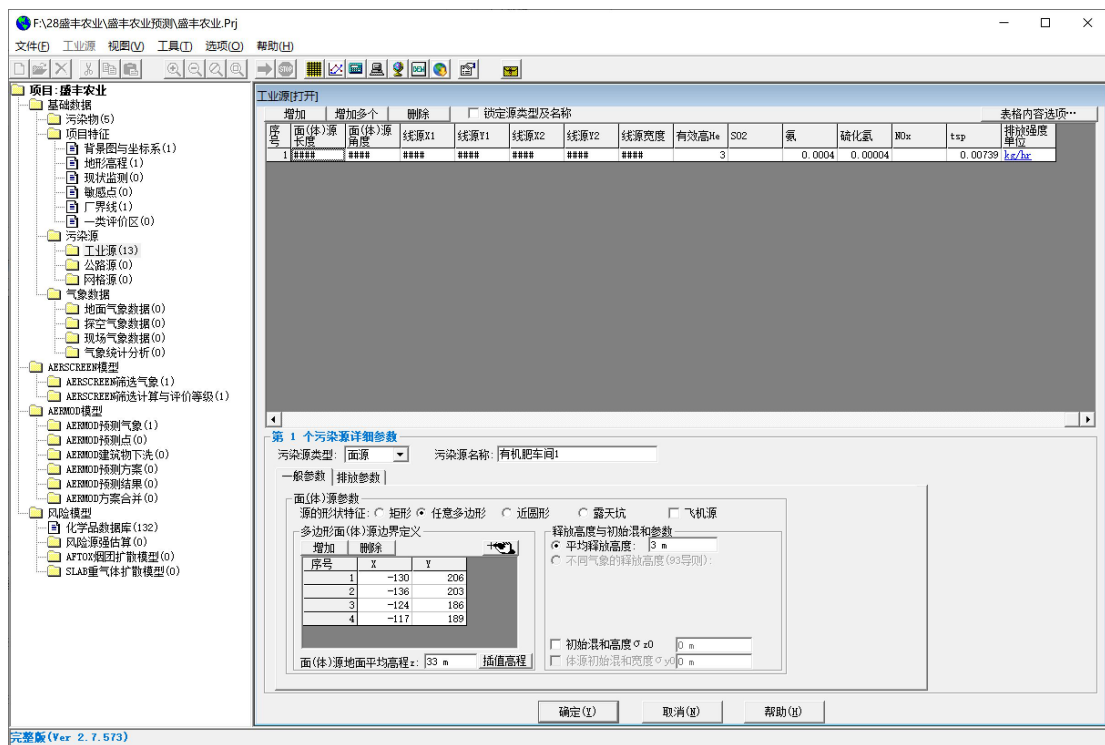 F:\28盛丰农业\盛丰农业预测\盛丰农业.Prj
文件(F) 工业源 视图(V) 工具(T) 选项(O) 帮助(H)
项目:盛丰农业
基础数据
污染物(5)
项目特征
背景图与坐标系(1)
地形高程(1)
现状监测(0)
敏感点(0)
厂界线(1)
一类评价区(0)
污染源
工业源(13)
公路源(0)
网格源(0)
气象数据
地面气象数据(0)
探空气象数据(0)
现场气象数据(0)
气象统计分析(0)
AERSCREEN模型
AERSCREEN筛选气象(1)
AERSCREEN筛选计算与评价等级(1)
AERMOD模型
AERMOD预测气象(1)
AERMOD预测点(0)
AERMOD建筑物下洗(0)
AERMOD预测方案(0)
AERMOD预测结果(0)
AERMOD方案合并(0)
风险模型
化学品数据库(132)
风险源强估算(0)
AFTOX烟团扩散模型(0)
SLAB重气体扩散模型(0)
工业源[打开]
增加 增加多个 删除 锁定源类型及名称 表格内容选项…
序号 面(体)源长度 面(体)源角度 线源X1 线源Y1 线源X2 线源Y2 线源宽度 有效高He SO2 氨 硫化氢 NOx tsp 排放强度单位
1 #### #### #### #### #### #### #### 3 0.0004 0.00004 0.00739 kg/hr
第 1 个污染源详细参数
污染源类型: 面源 污染源名称: 有机肥车间1
一般参数 排放参数
面(体)源参数
源的形状特征: 矩形 任意多边形 近圆形 露天坑 飞机源
多边形面(体)源边界定义
增加 删除
序号 X Y
1 -130 206
2 -136 203
3 -124 186
4 -117 189
面(体)源地面平均高程z: 33 m 插值高程
释放高度与初始混和参数
平均释放高度: 3 m
不同气象的释放高度(93导则):
初始混和高度σz0 0 m
体源初始混和宽度σy0 0 m
确定(Y) 取消(N) 帮助(H)
完整版(Ver 2.7.573)